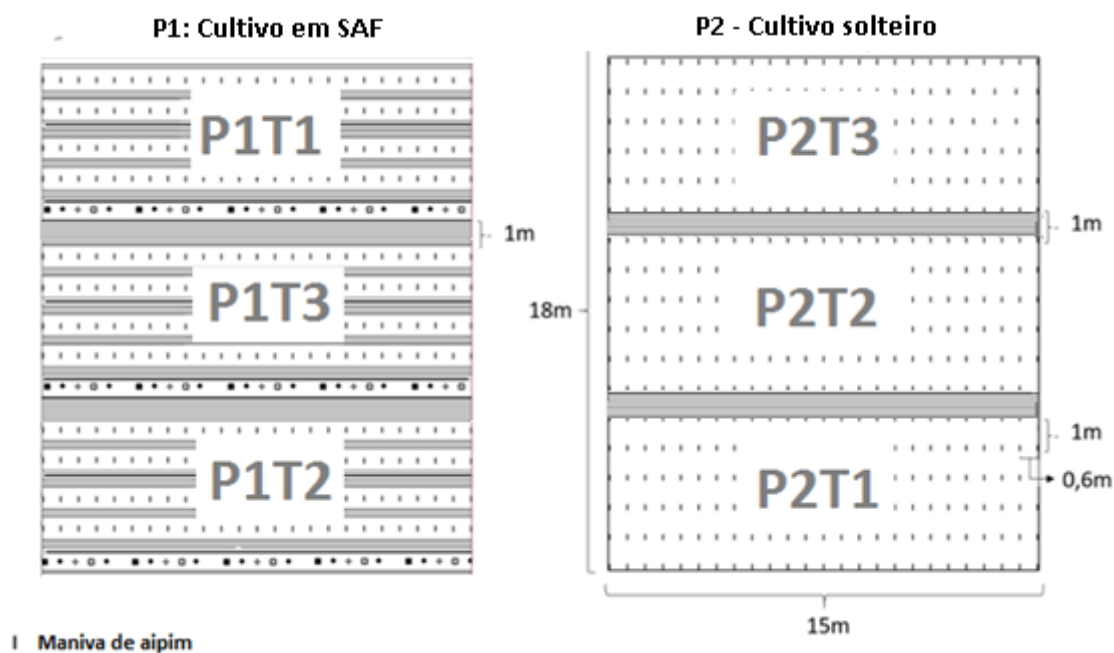 P1: Cultivo em SAF
P2 - Cultivo solteiro
P1T1
P1T3
P1T2
1m
P2T3
P2T2
P2T1
18m
1m
1m
0,6m
15m
I Maniva de aipim